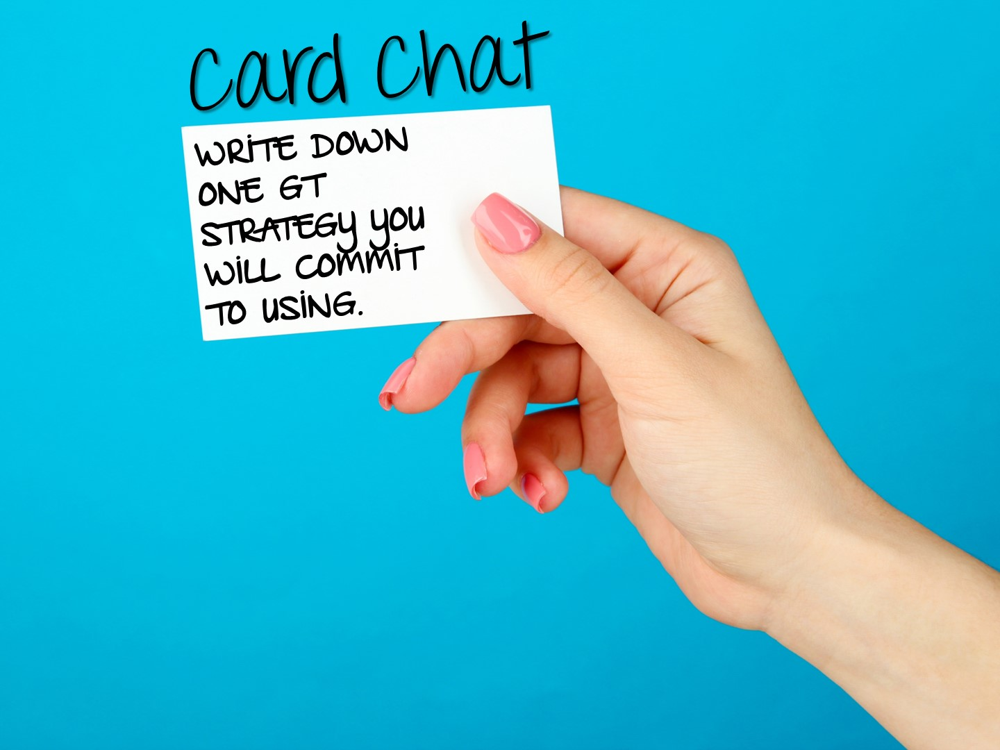 Card Chat
WRITE DOWN
ONE GT
STRATEGY YOU
WILL COMMIT
TO USING.